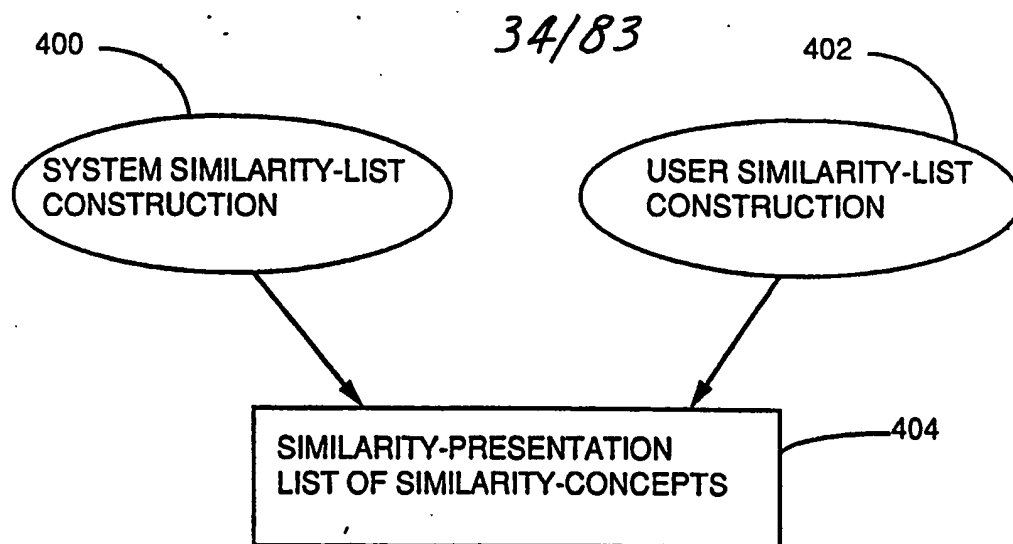 34/83
400
402
SYSTEM SIMILARITY-LIST
CONSTRUCTION
USER SIMILARITY-LIST
CONSTRUCTION
SIMILARITY-PRESENTATION
LIST OF SIMILARITY-CONCEPTS
404